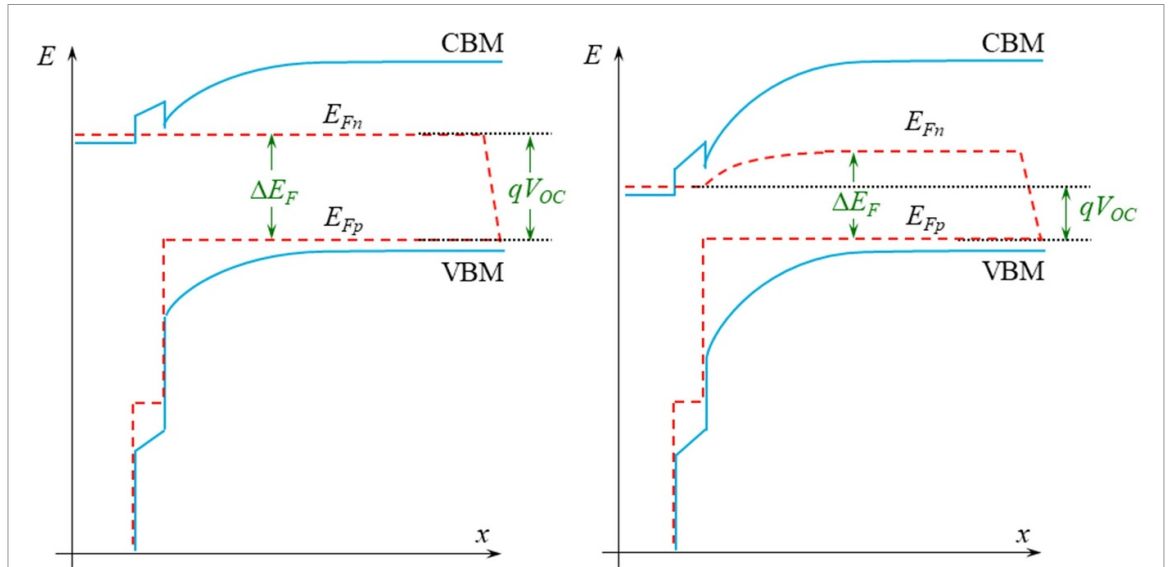 E
CBM
E_Fn
ΔE_F
qV_OC
E_Fp
VBM
x
E
CBM
E_Fn
ΔE_F
qV_OC
E_Fp
VBM
x